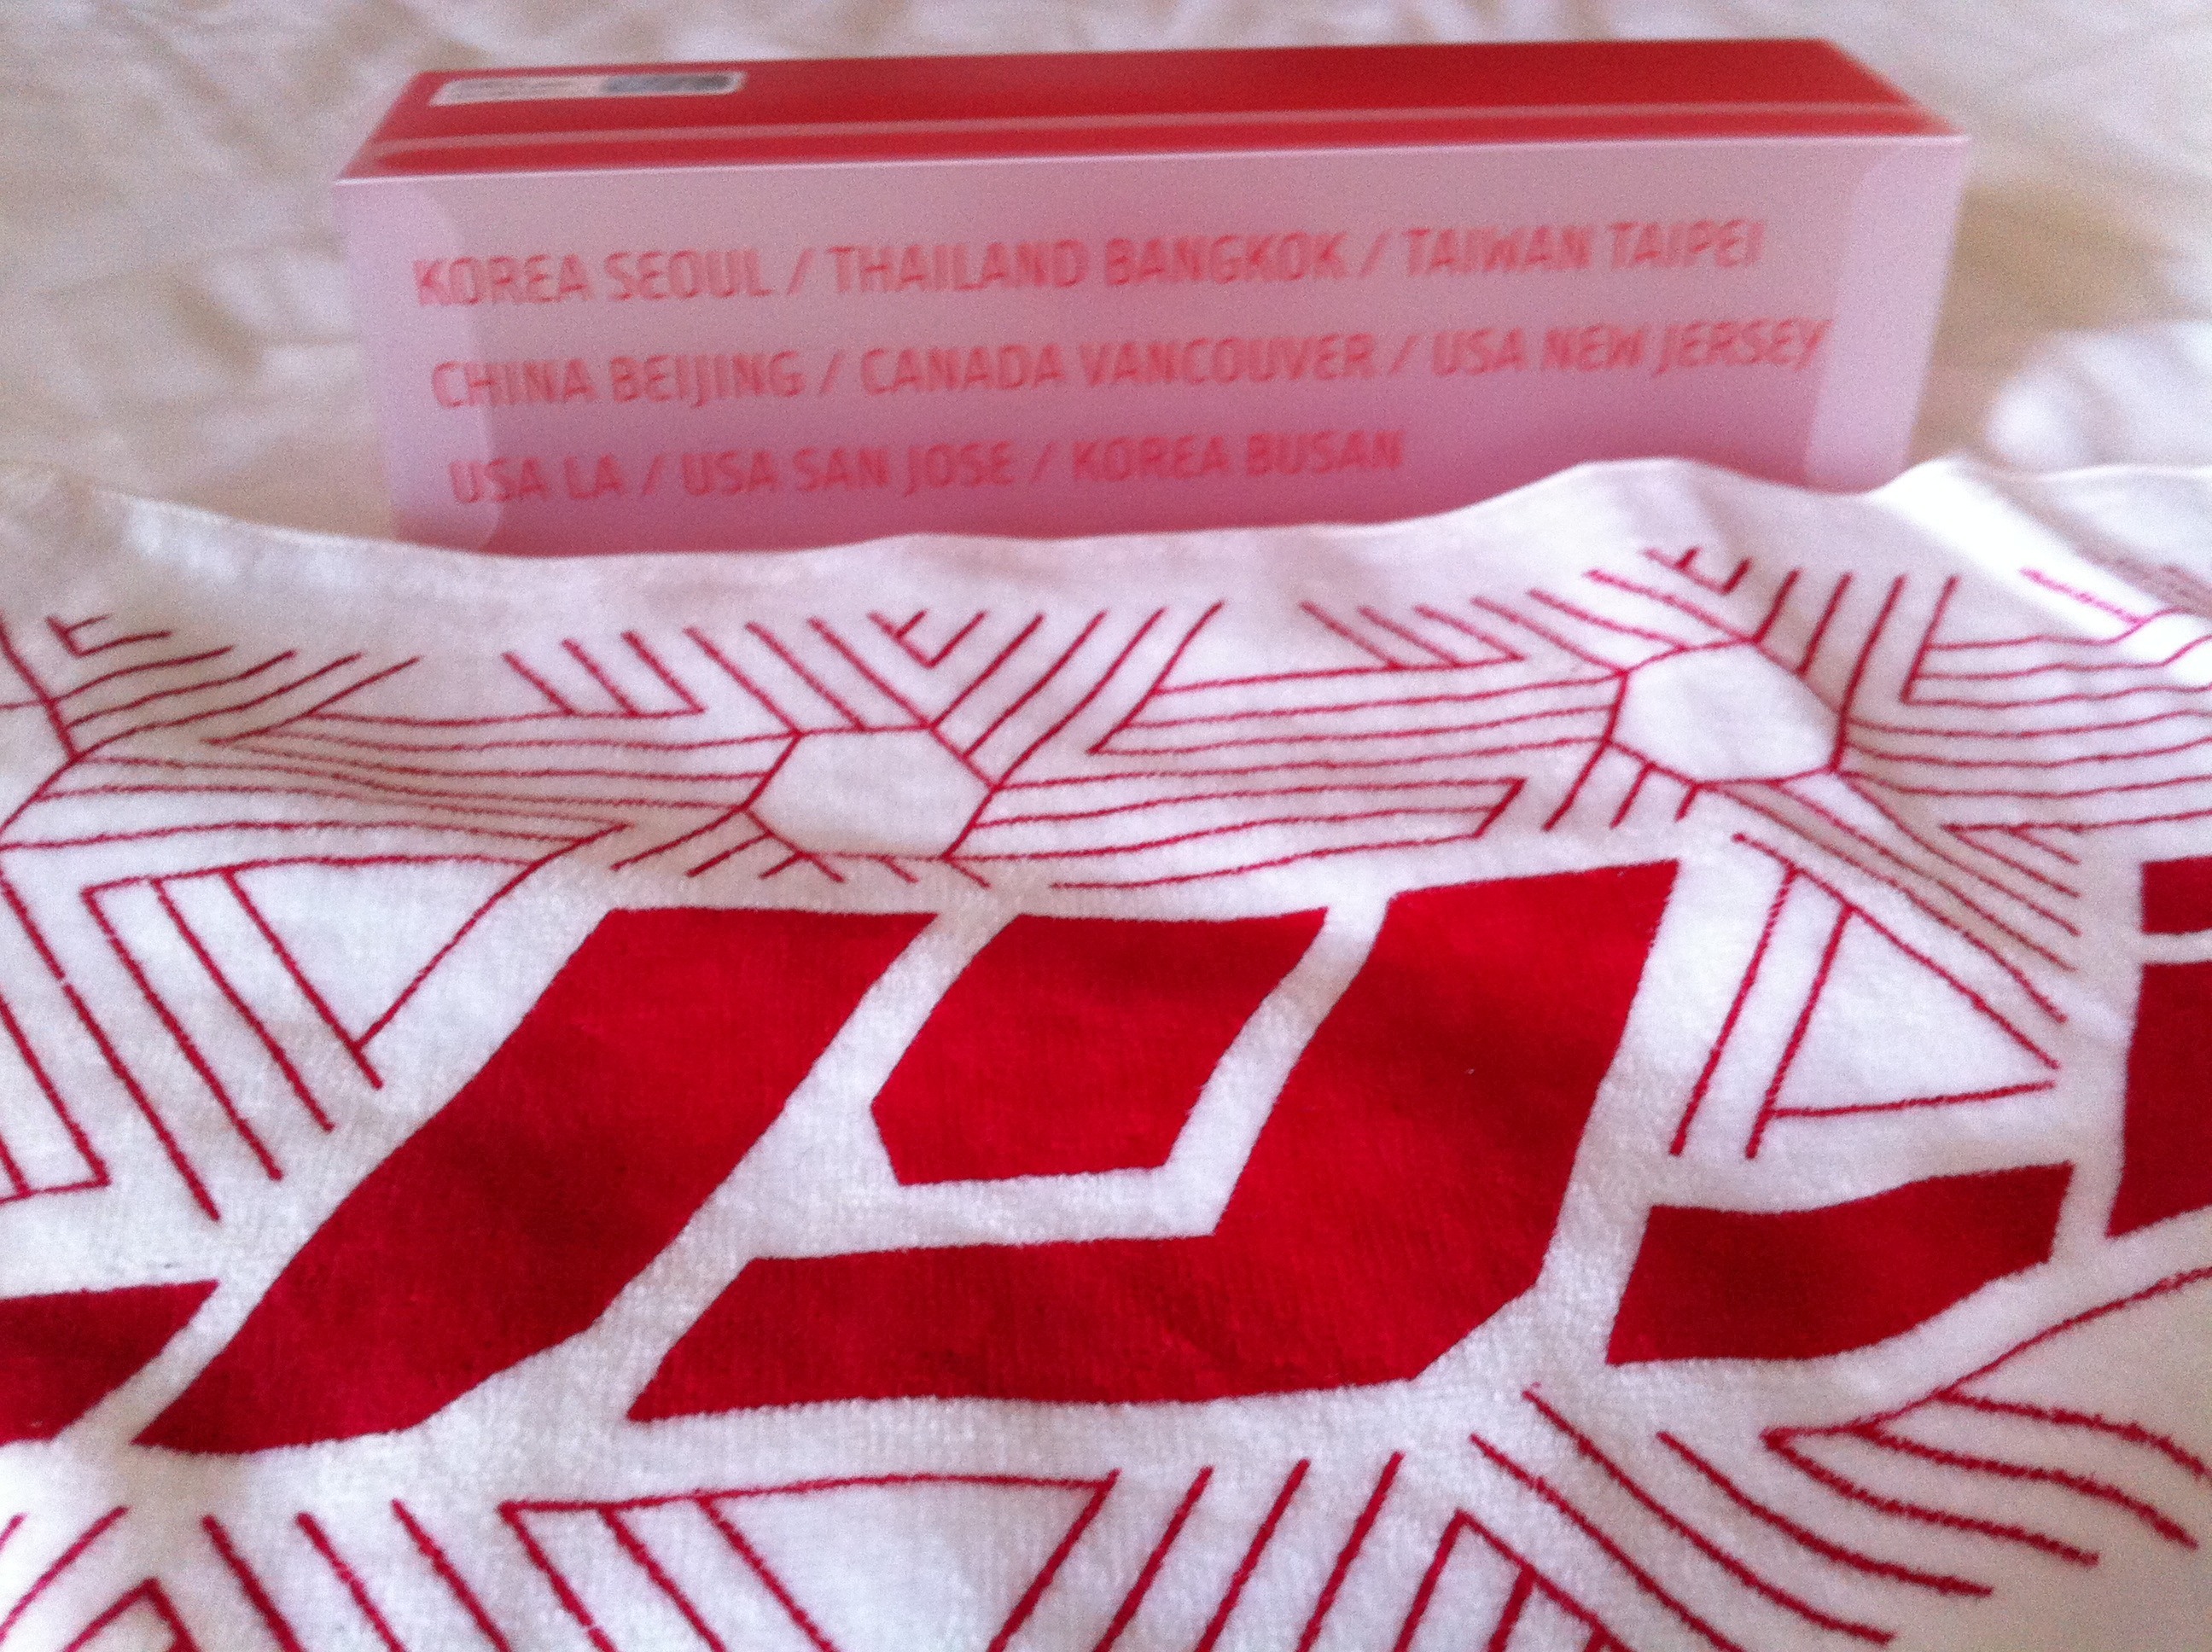 KOREA SEOUL / THAILAND BANGKOK / TAIWAN TAIPEI
CHINA BEIJING / CANADA VANCOUVER / USA NEW JERSEY
USA LA / USA SAN JOSE / KOREA BUSAN